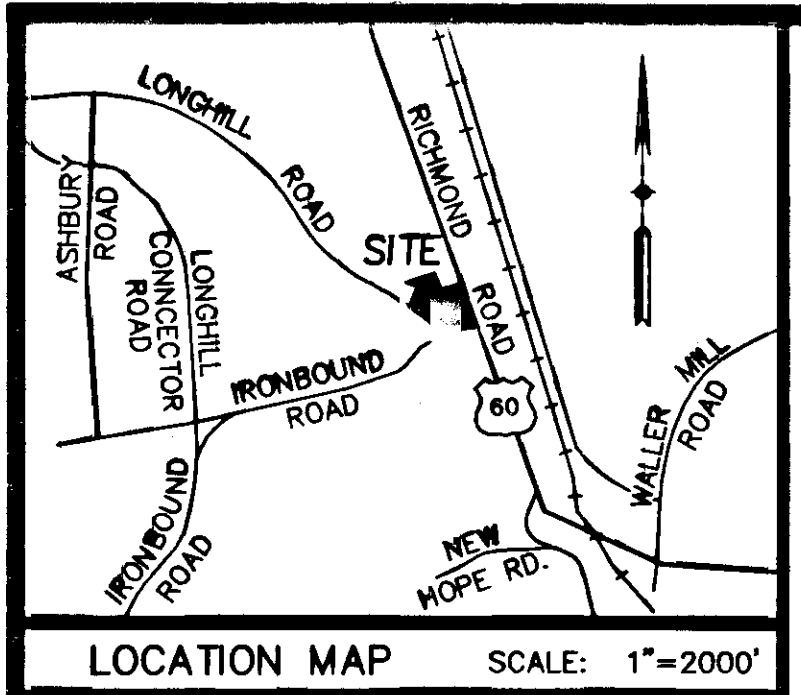 LONGHILL
ROAD
RICHMOND
ROAD
ASHBURY
ROAD
LONGHILL
CONNCECTOR
ROAD
SITE
IRONBOUND
ROAD
60
MILL
WALLER
ROAD
IRONBOUND
ROAD
NEW
HOPE RD.
LOCATION MAP
SCALE: 1"=2000'